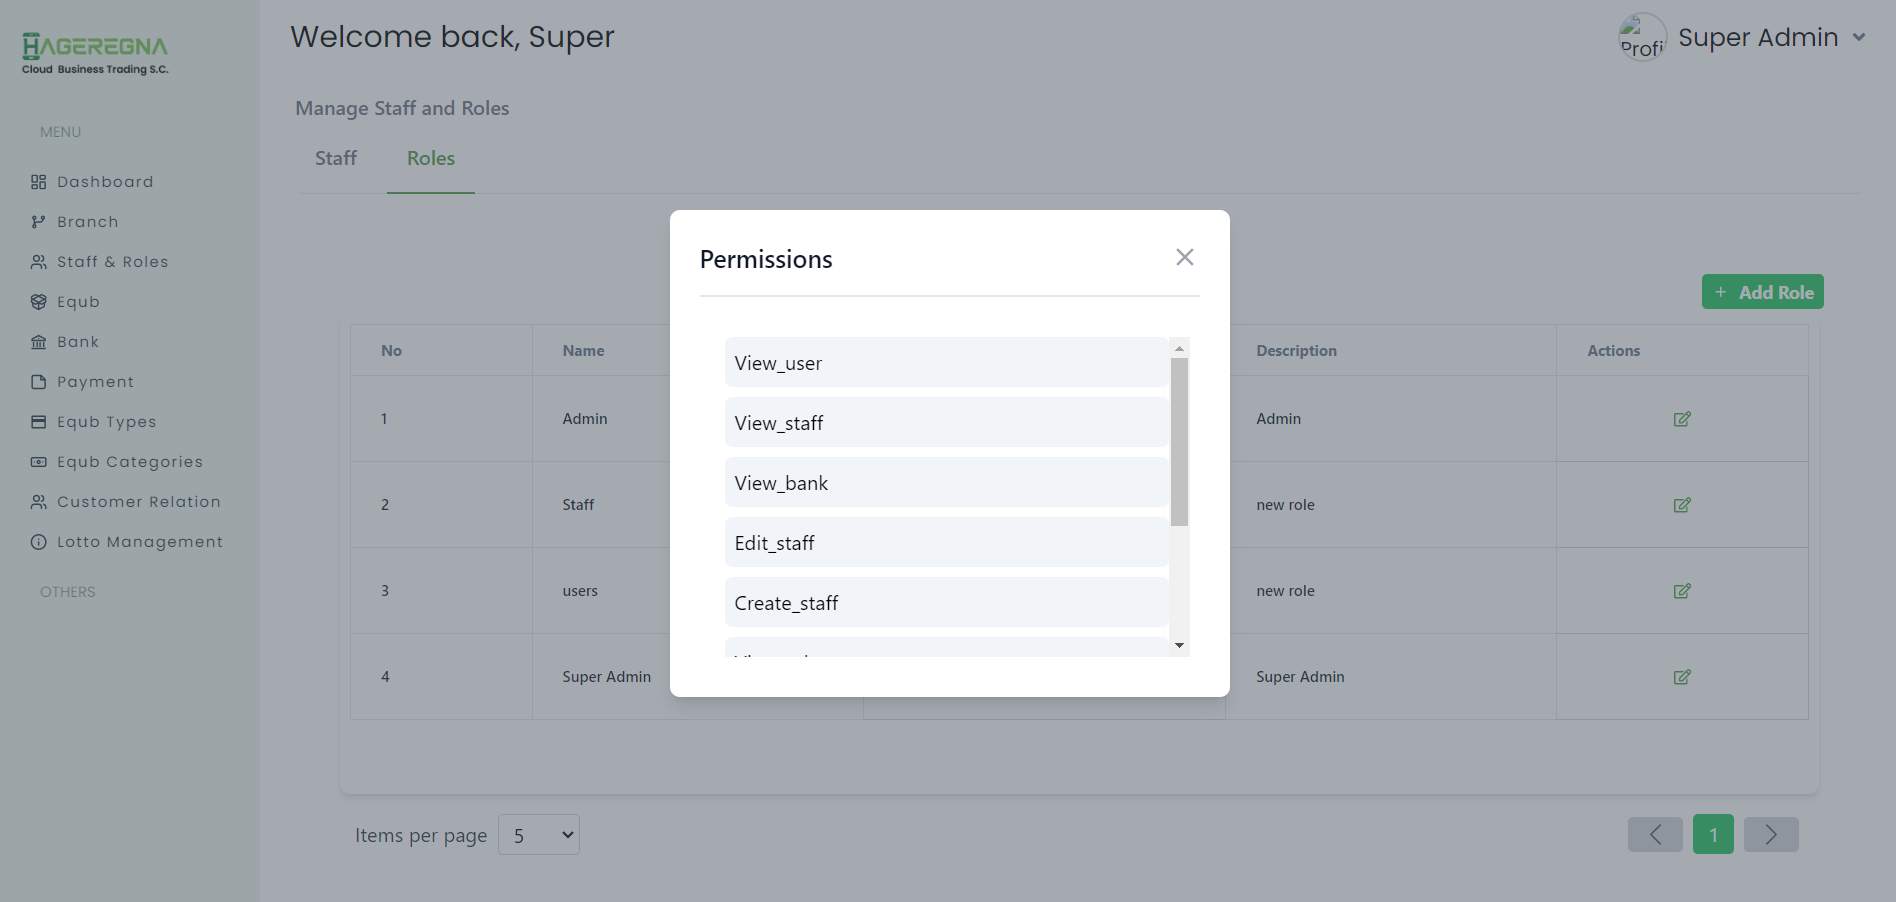 HAGEREGNA
Cloud Business Trading S.C.
MENU
Dashboard
Branch
Staff & Roles
Equb
Bank
Payment
Equb Types
Equb Categories
Customer Relation
Lotto Management
OTHERS
Welcome back, Super
Profi
Super Admin
Manage Staff and Roles
Staff
Roles
+ Add Role
No
Name
Description
Actions
1
Admin
Admin
2
Staff
new role
3
users
new role
4
Super Admin
Super Admin
Permissions
View_user
View_staff
View_bank
Edit_staff
Create_staff
Items per page
5
1